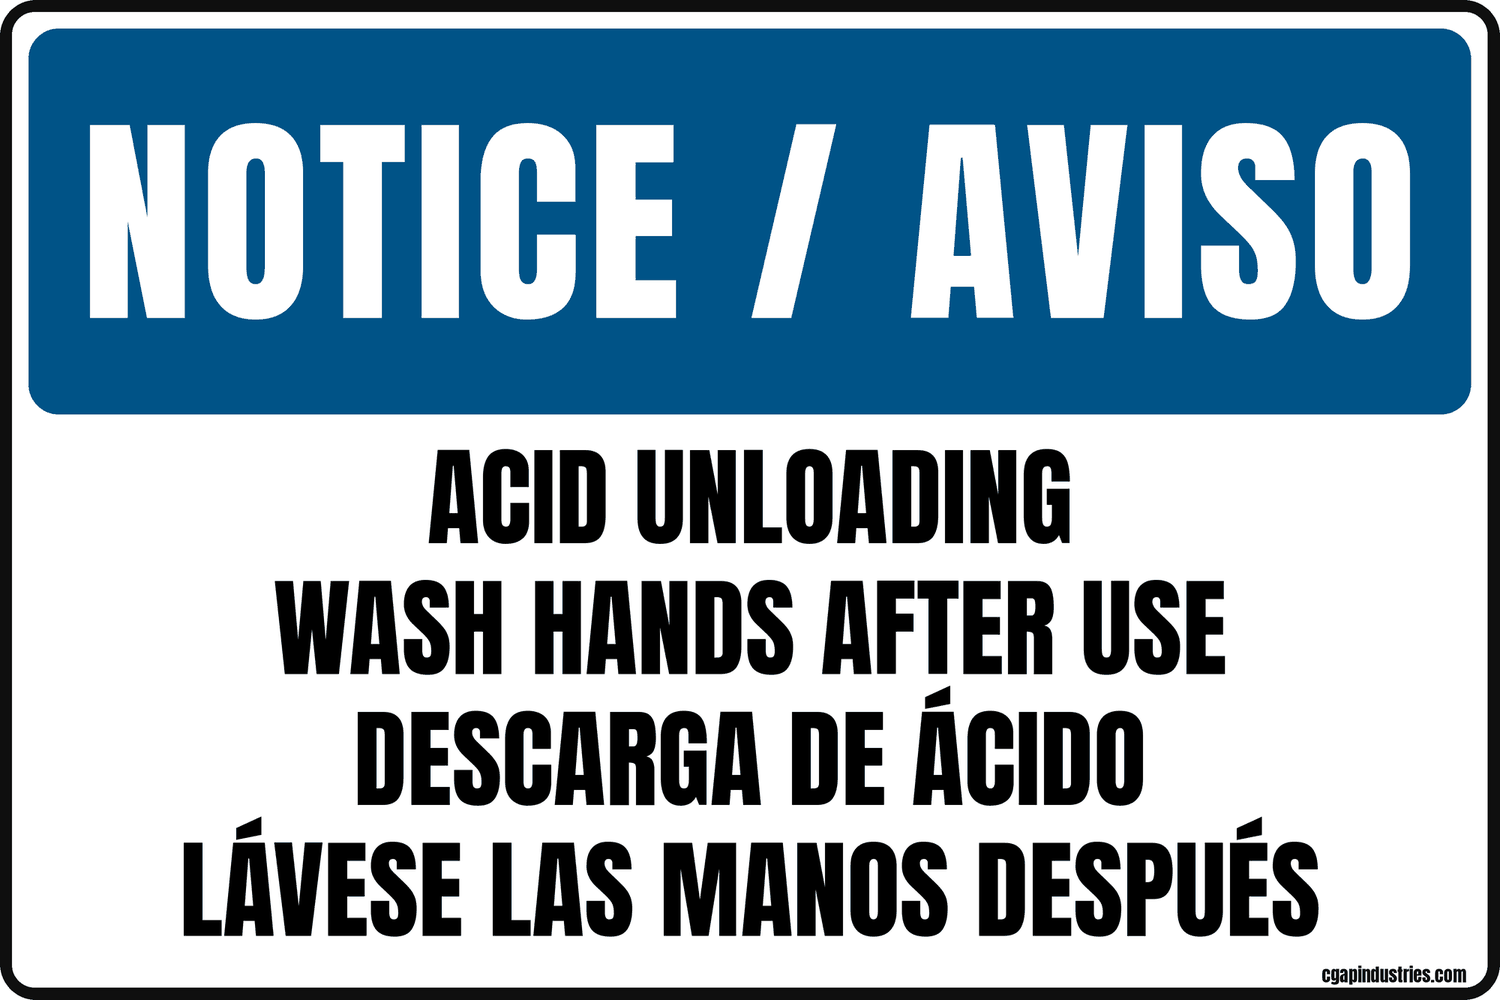 NOTICE / AVISO
ACID UNLOADING
WASH HANDS AFTER USE
DESCARGA DE ÁCIDO
LÁVESE LAS MANOS DESPUÉS
cgapindustries.com